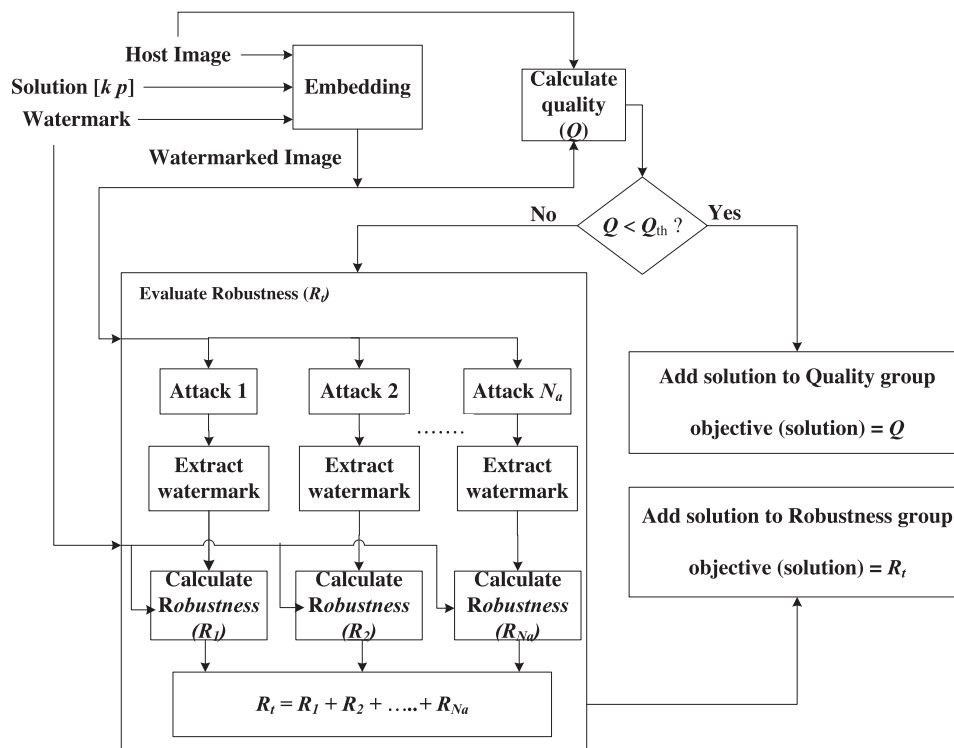 Host Image
Solution [k p]
Watermark
Embedding
Calculate
quality
(Q)
Watermarked Image
No
Q < Qth ?
Yes
Evaluate Robustness (Rt)
Attack 1
Attack 2
Attack Na
.......
Extract
watermark
Extract
watermark
Extract
watermark
Calculate
Robustness
(R1)
Calculate
Robustness
(R2)
Calculate
Robustness
(RNa)
Rt = R1 + R2 + …..+ RNa
Add solution to Quality group
objective (solution) = Q
Add solution to Robustness group
objective (solution) = Rt